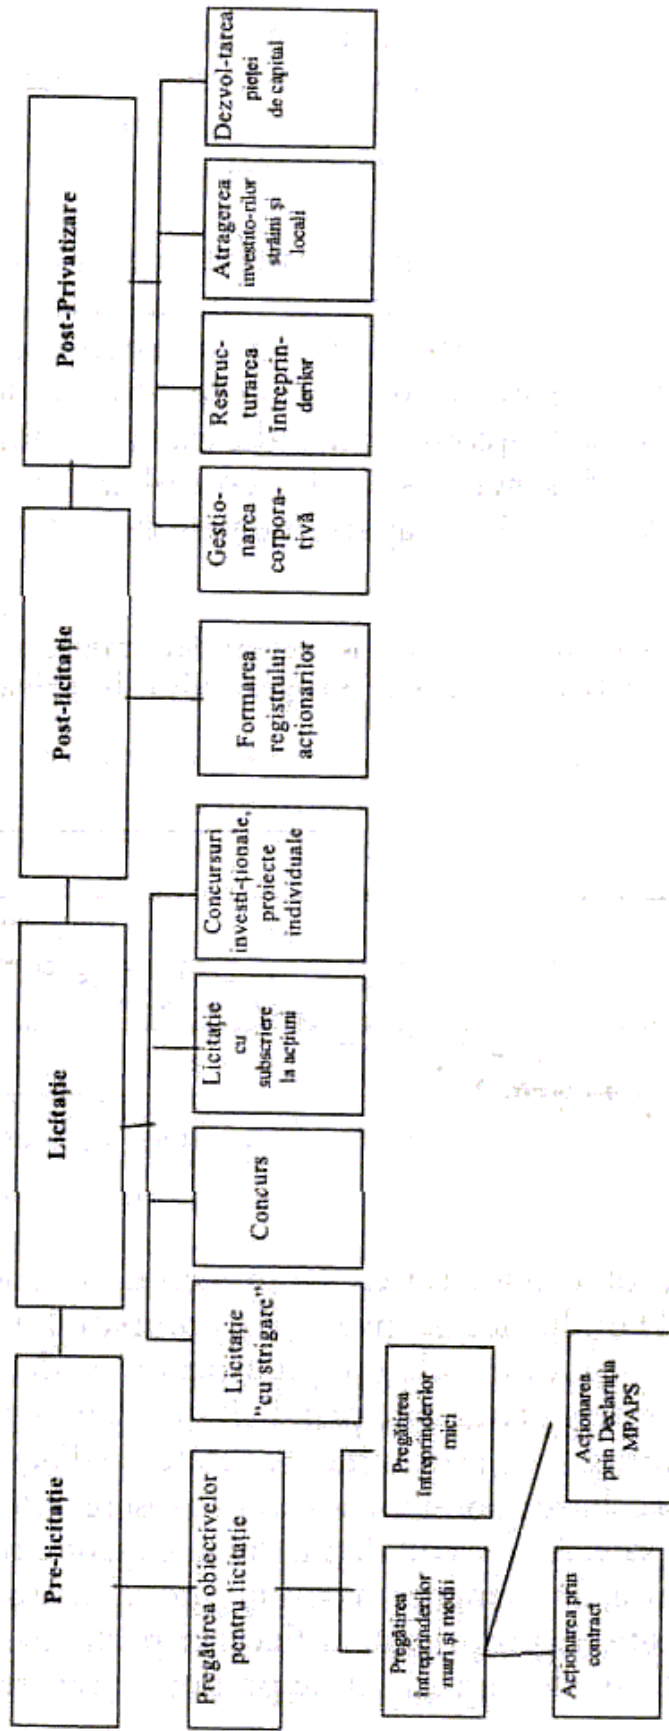 Pre-licitație
Licitație
Post-licitație
Post-Privatizare
Pregătirea obiectivelor
pentru licitație
Licitație
"cu strigare"
Concurs
Licitație
cu
subscriere
la acțiuni
Concursuri
investi-ționale,
proiecte
individuale
Formarea
registrului
acționarilor
Gestio-
narea
corpora-
tivă
Restruc-
turarea
întreprin-
derilor
Atragerea
investito-rilor
străini și
locali
Dezvol-tarea
pieței
de capital
Pregătirea
întreprinderilor
mari și medii
Pregătirea
întreprinderilor
mici
Acționarea prin
contract
Acționarea
prin Declarația
MPAPS